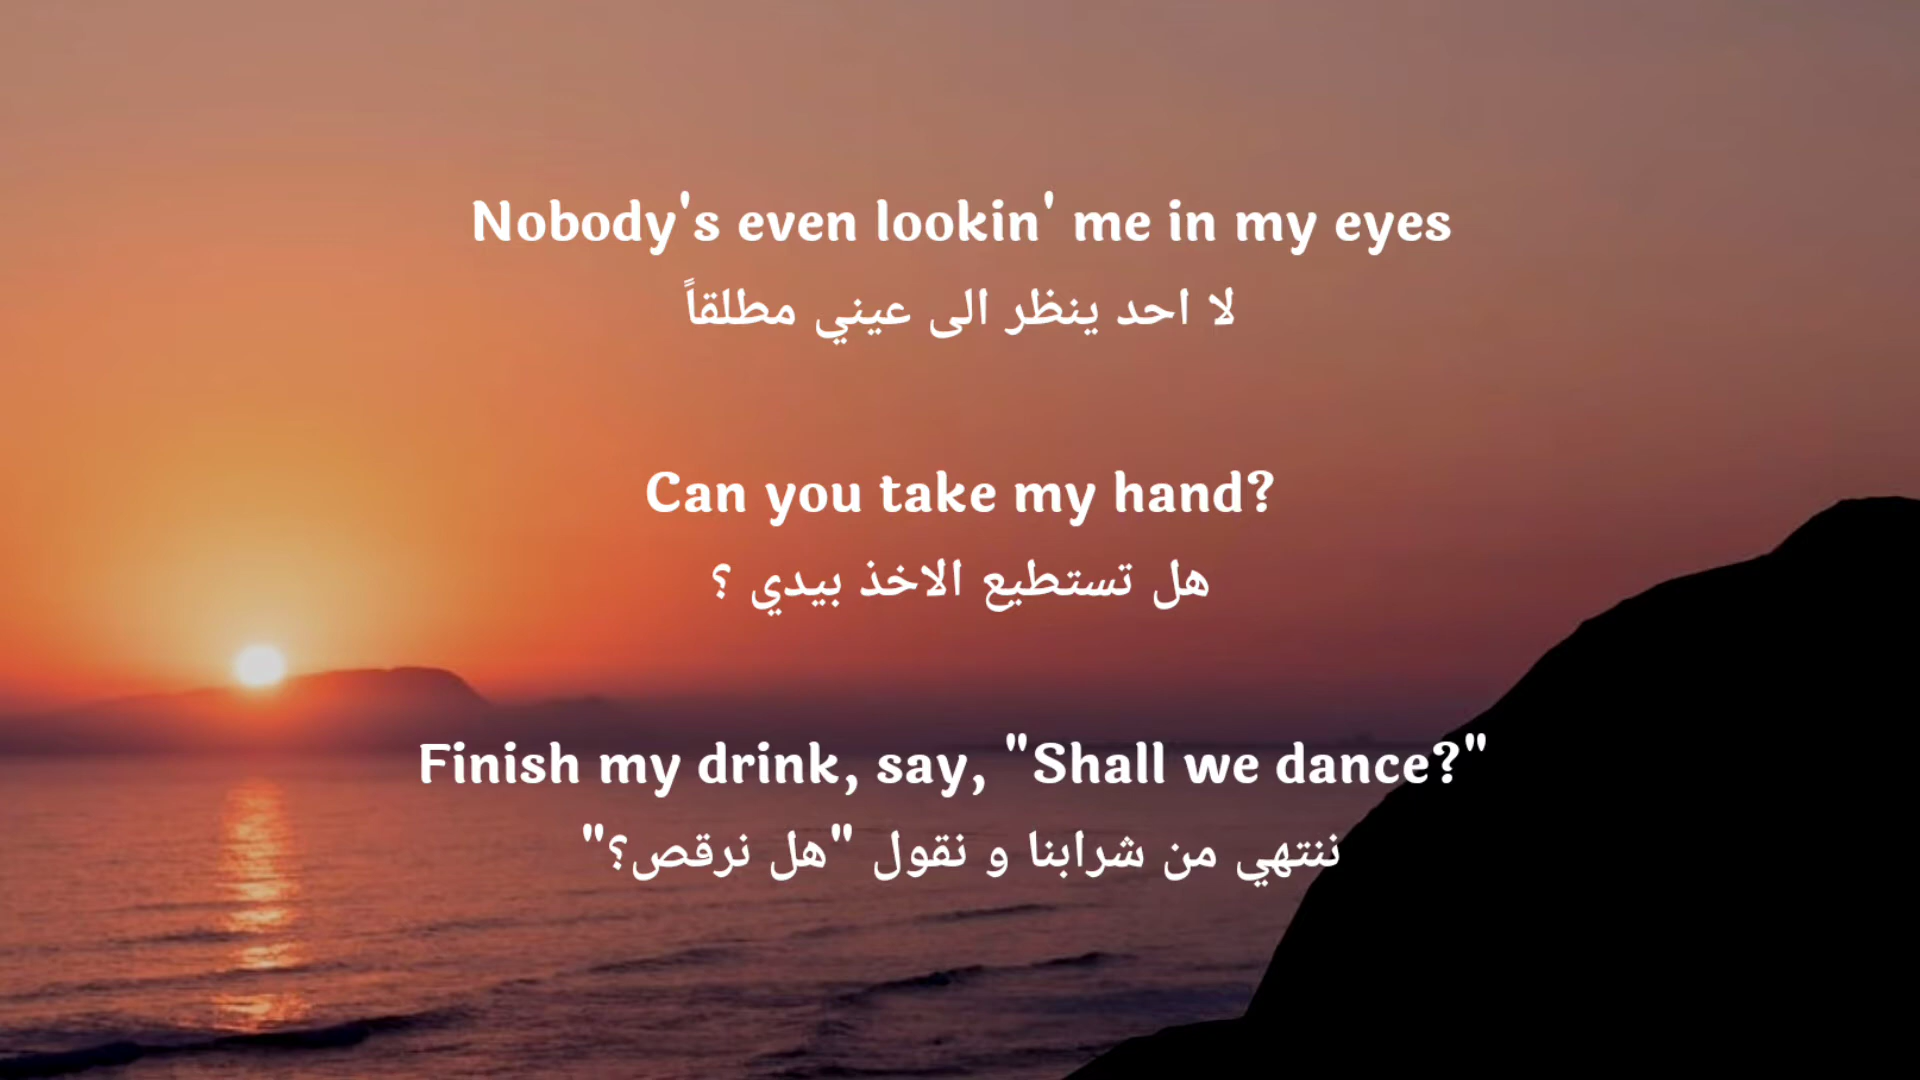 Nobody's even lookin' me in my eyes
لا احد ينظر الى عيني مطلقاً
Can you take my hand?
هل تستطيع الاخذ بيدي ؟
Finish my drink, say, "Shall we dance?"
ننتهي من شرابنا و نقول "هل نرقص؟"